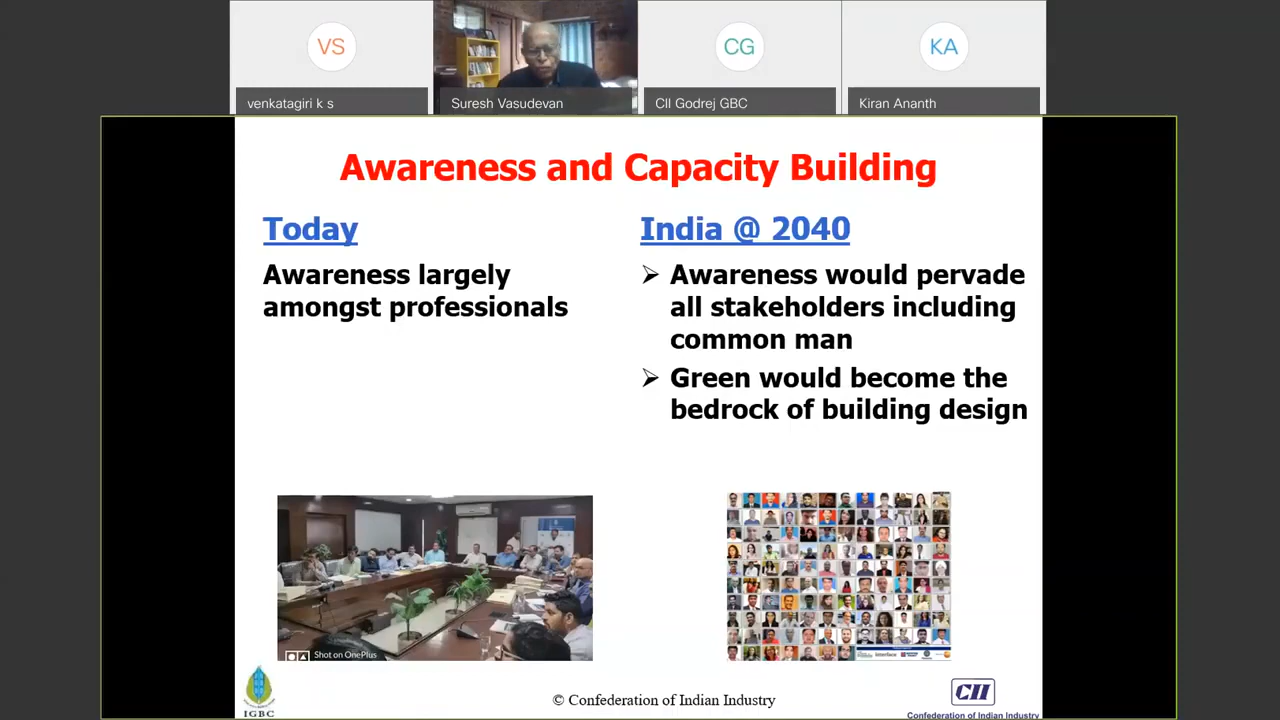 VS
CG
KA
venkatagiri k s
Suresh Vasudevan
CII Godrej GBC
Kiran Ananth
Awareness and Capacity Building
Today
India @ 2040
Awareness largely
amongst professionals
➢ Awareness would pervade
all stakeholders including
common man
➢ Green would become the
bedrock of building design
Shot on OnePlus
Interface
IGBC
© Confederation of Indian Industry
CII
Confederation of Indian Industry